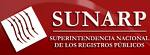 SUNARP
SUPERINTENDENCIA NACIONAL
DE LOS REGISTROS PÚBLICOS